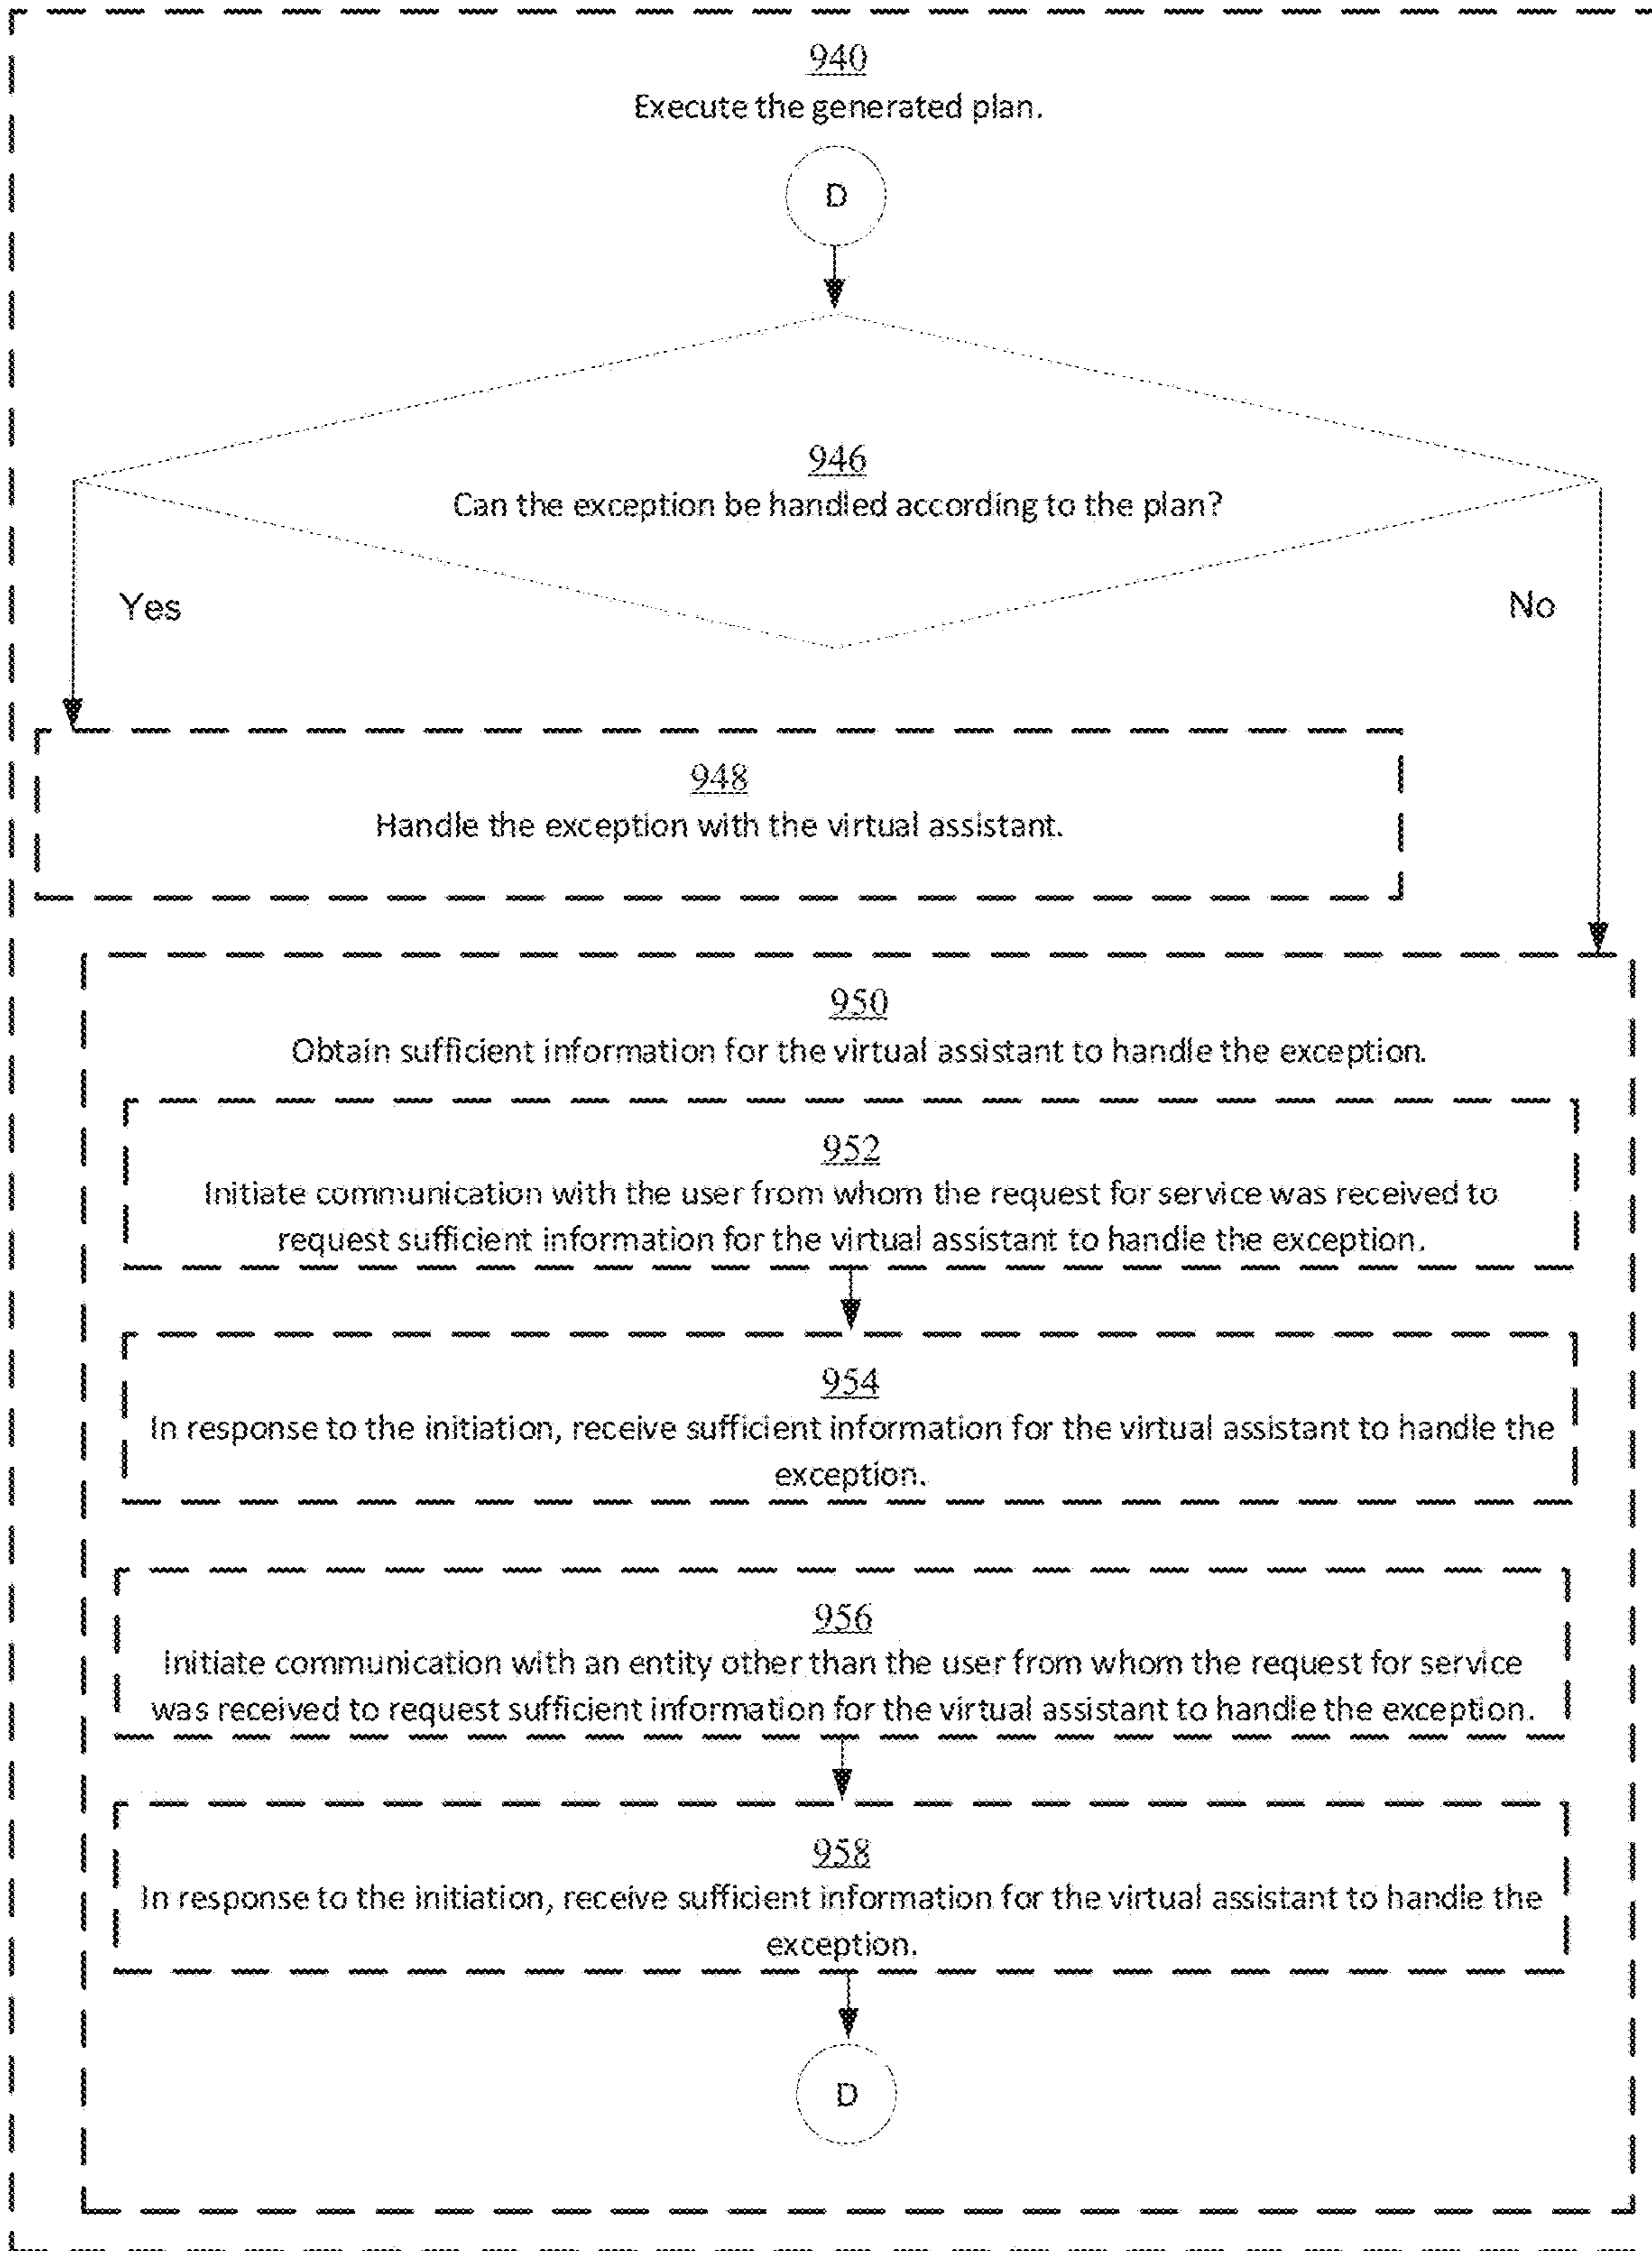 940
Execute the generated plan.
D
946
Can the exception be handled according to the plan?
Yes
No
948
Handle the exception with the virtual assistant.
950
Obtain sufficient information for the virtual assistant to handle the exception.
952
Initiate communication with the user from whom the request for service was received to
request sufficient information for the virtual assistant to handle the exception.
954
In response to the initiation, receive sufficient information for the virtual assistant to handle the
exception.
956
Initiate communication with an entity other than the user from whom the request for service
was received to request sufficient information for the virtual assistant to handle the exception.
958
In response to the initiation, receive sufficient information for the virtual assistant to handle the
exception.
D